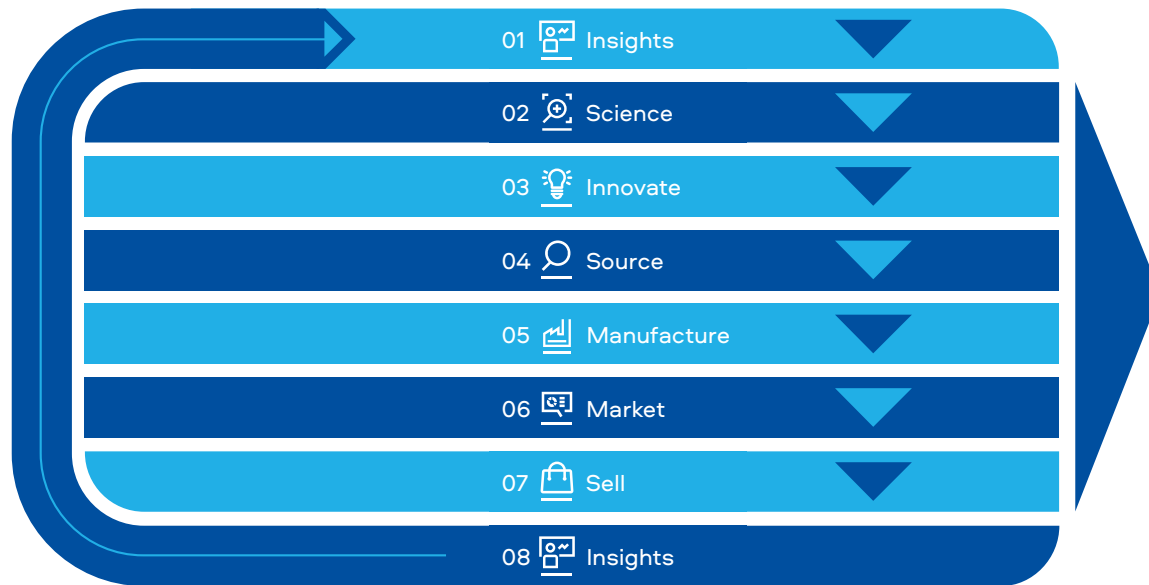 01 Insights
02 Science
03 Innovate
04 Source
05 Manufacture
06 Market
07 Sell
08 Insights